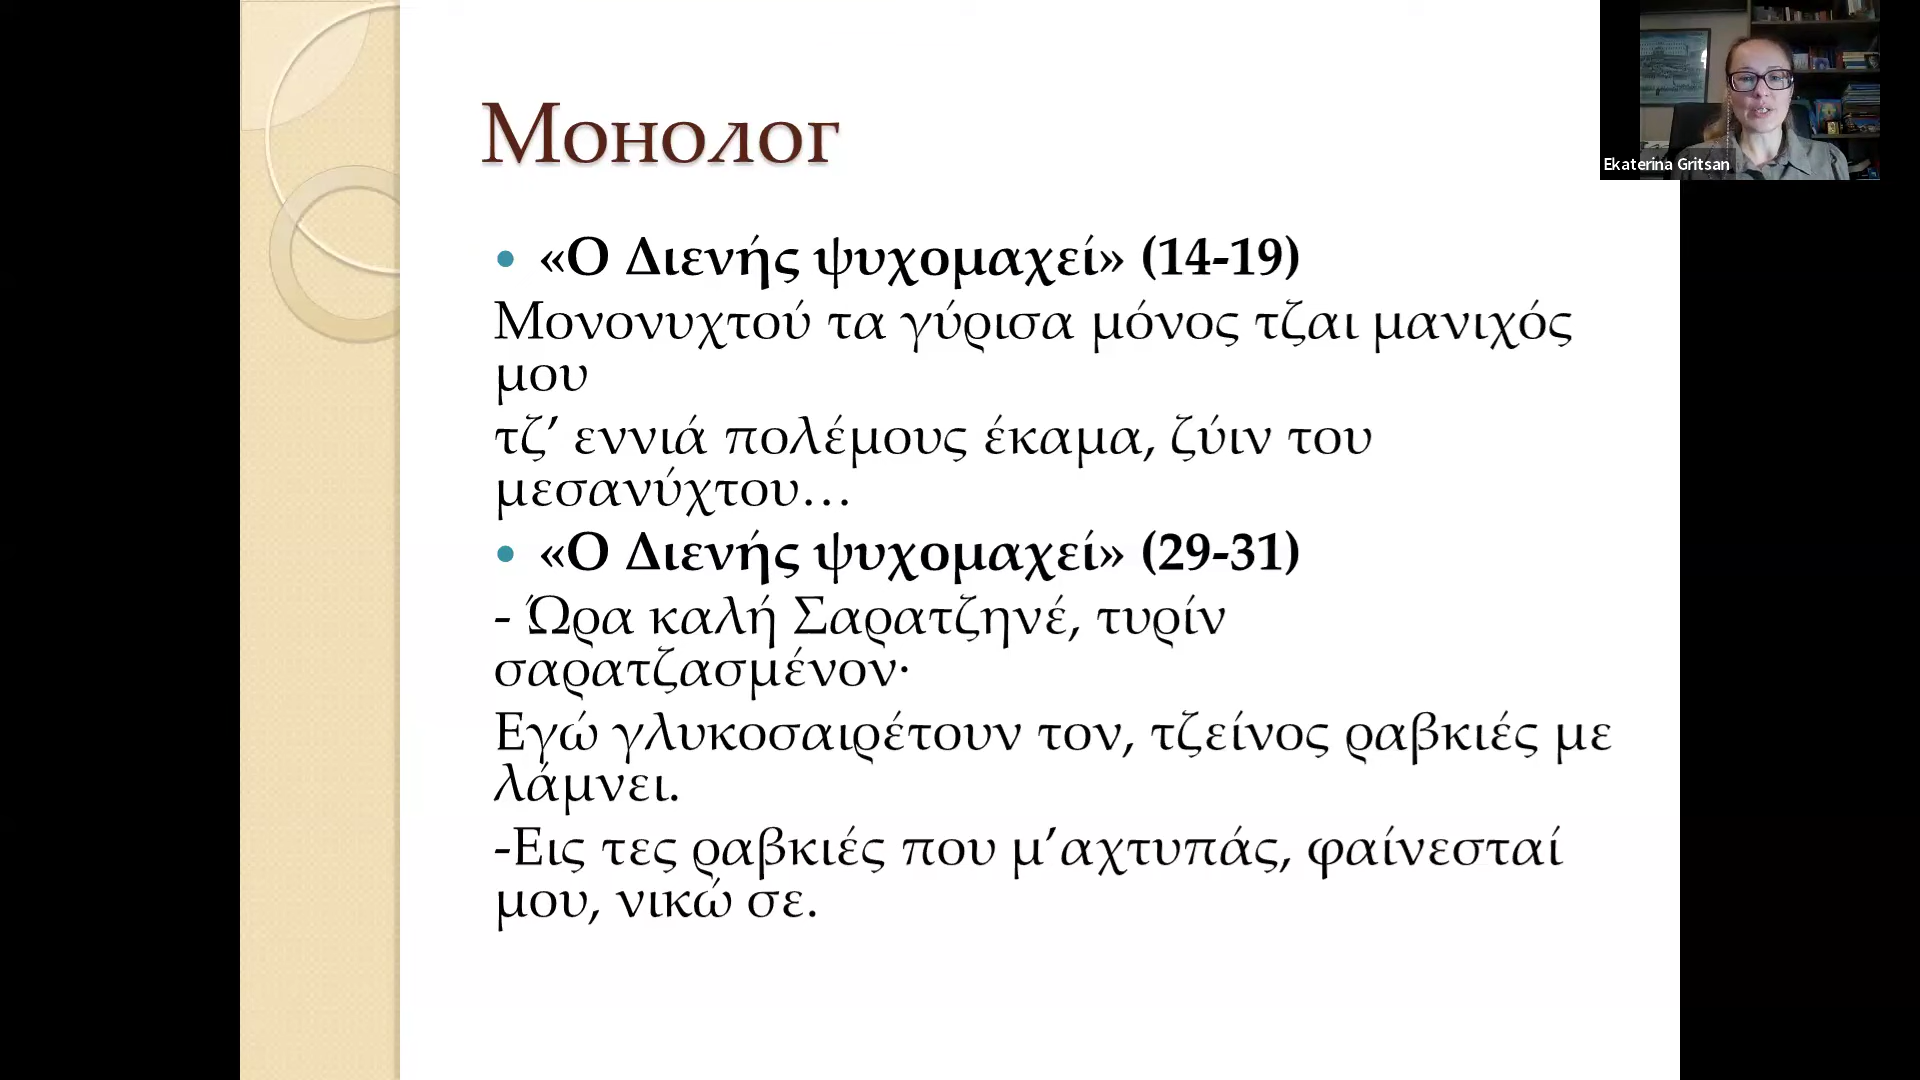 Монолог
Ekaterina Gritsan
• «Ο Διενής ψυχομαχεί» (14-19)
Μονονυχτού τα γύρισα μόνος τζαι μανιχός
μου
τζ’ εννιά πολέμους έκαμα, ζύιν του
μεσανύχτου…
• «Ο Διενής ψυχομαχεί» (29-31)
- Ώρα καλή Σαρατζηνέ, τυρίν
σαρατζασμένον·
Εγώ γλυκοσαιρέτουν τον, τζείνος ραβκιές με
λάμνει.
-Εις τες ραβκιές που μ’αχτυπάς, φαίνεσταί
μου, νικώ σε.